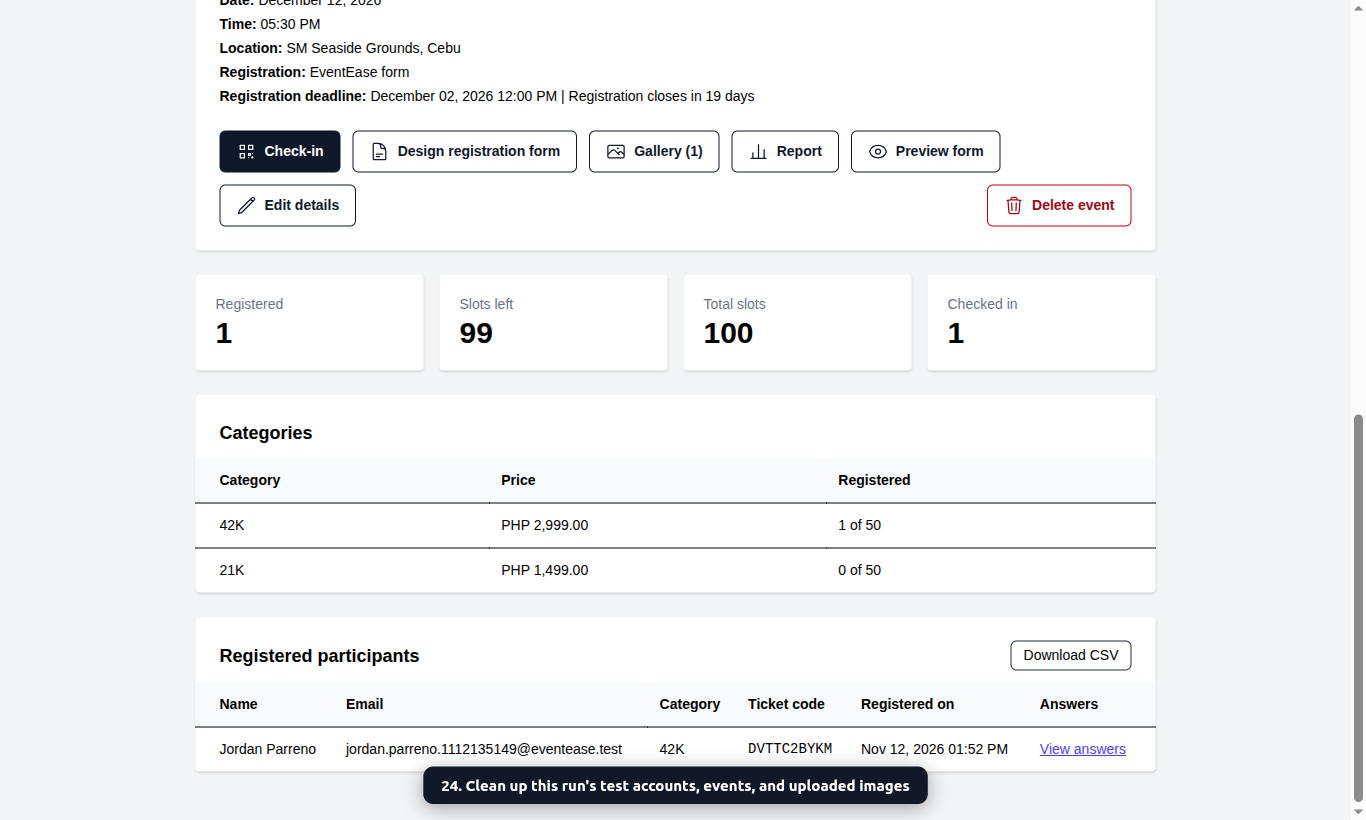 Date: December 12, 2026
Time: 05:30 PM
Location: SM Seaside Grounds, Cebu
Registration: EventEase form
Registration deadline: December 02, 2026 12:00 PM | Registration closes in 19 days
Check-in
Design registration form
Gallery (1)
Report
Preview form
Edit details
Delete event
Registered
1
Slots left
99
Total slots
100
Checked in
1
Categories
Category Price Registered
42K PHP 2,999.00 1 of 50
21K PHP 1,499.00 0 of 50
Registered participants
Download CSV
Name Email Category Ticket code Registered on Answers
Jordan Parreno jordan.parreno.1112135149@eventease.test 42K DVTTC2BYKM Nov 12, 2026 01:52 PM View answers
24. Clean up this run's test accounts, events, and uploaded images